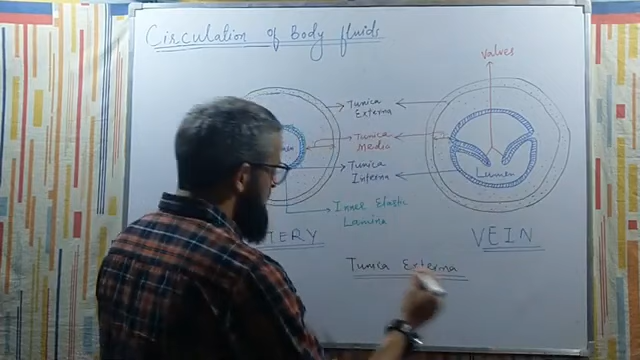 Circulation of Body fluids
valves
Tunica
Externa
Tunica
Media
Tunica
Interna
Lumen
Inner Elastic
Lamina
VEIN
Tunica Externa